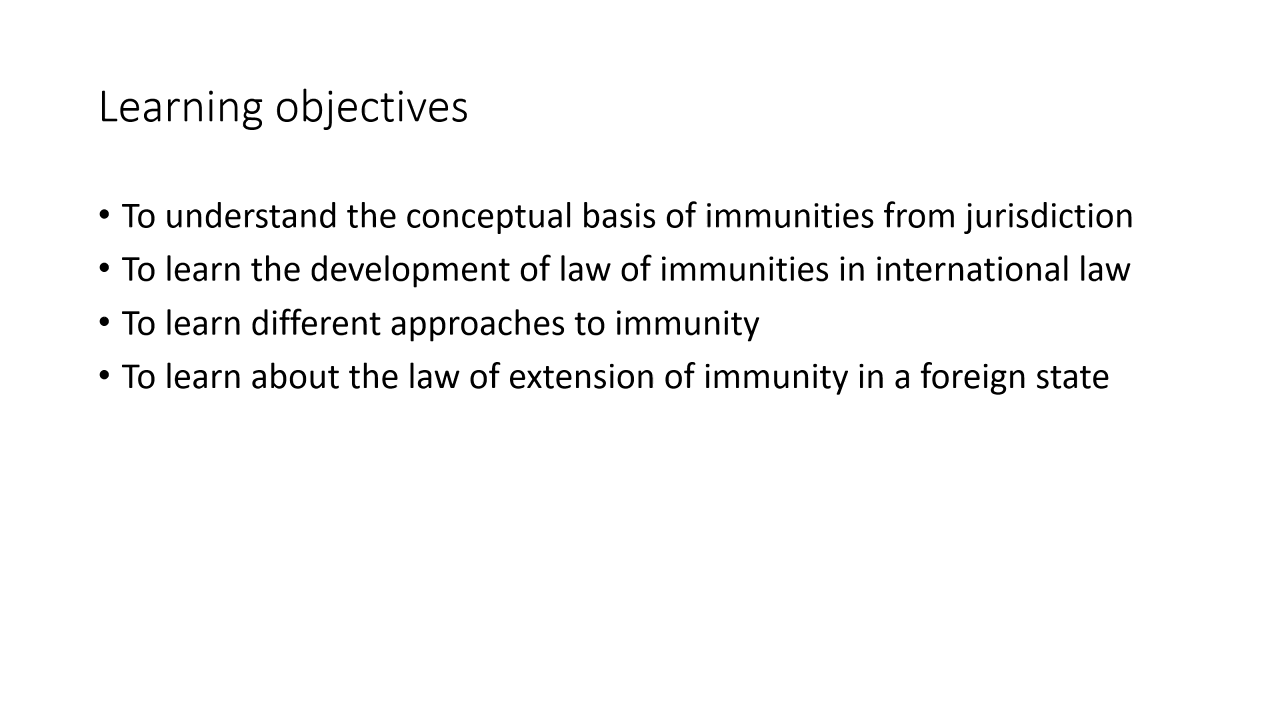 Learning objectives
• To understand the conceptual basis of immunities from jurisdiction
• To learn the development of law of immunities in international law
• To learn different approaches to immunity
• To learn about the law of extension of immunity in a foreign state